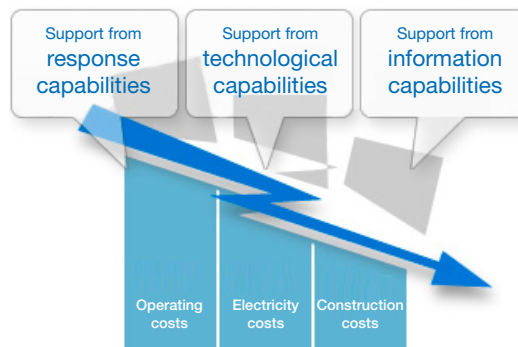 Support from
response
capabilities
Support from
technological
capabilities
Support from
information
capabilities
Operating
costs
Electricity
costs
Construction
costs